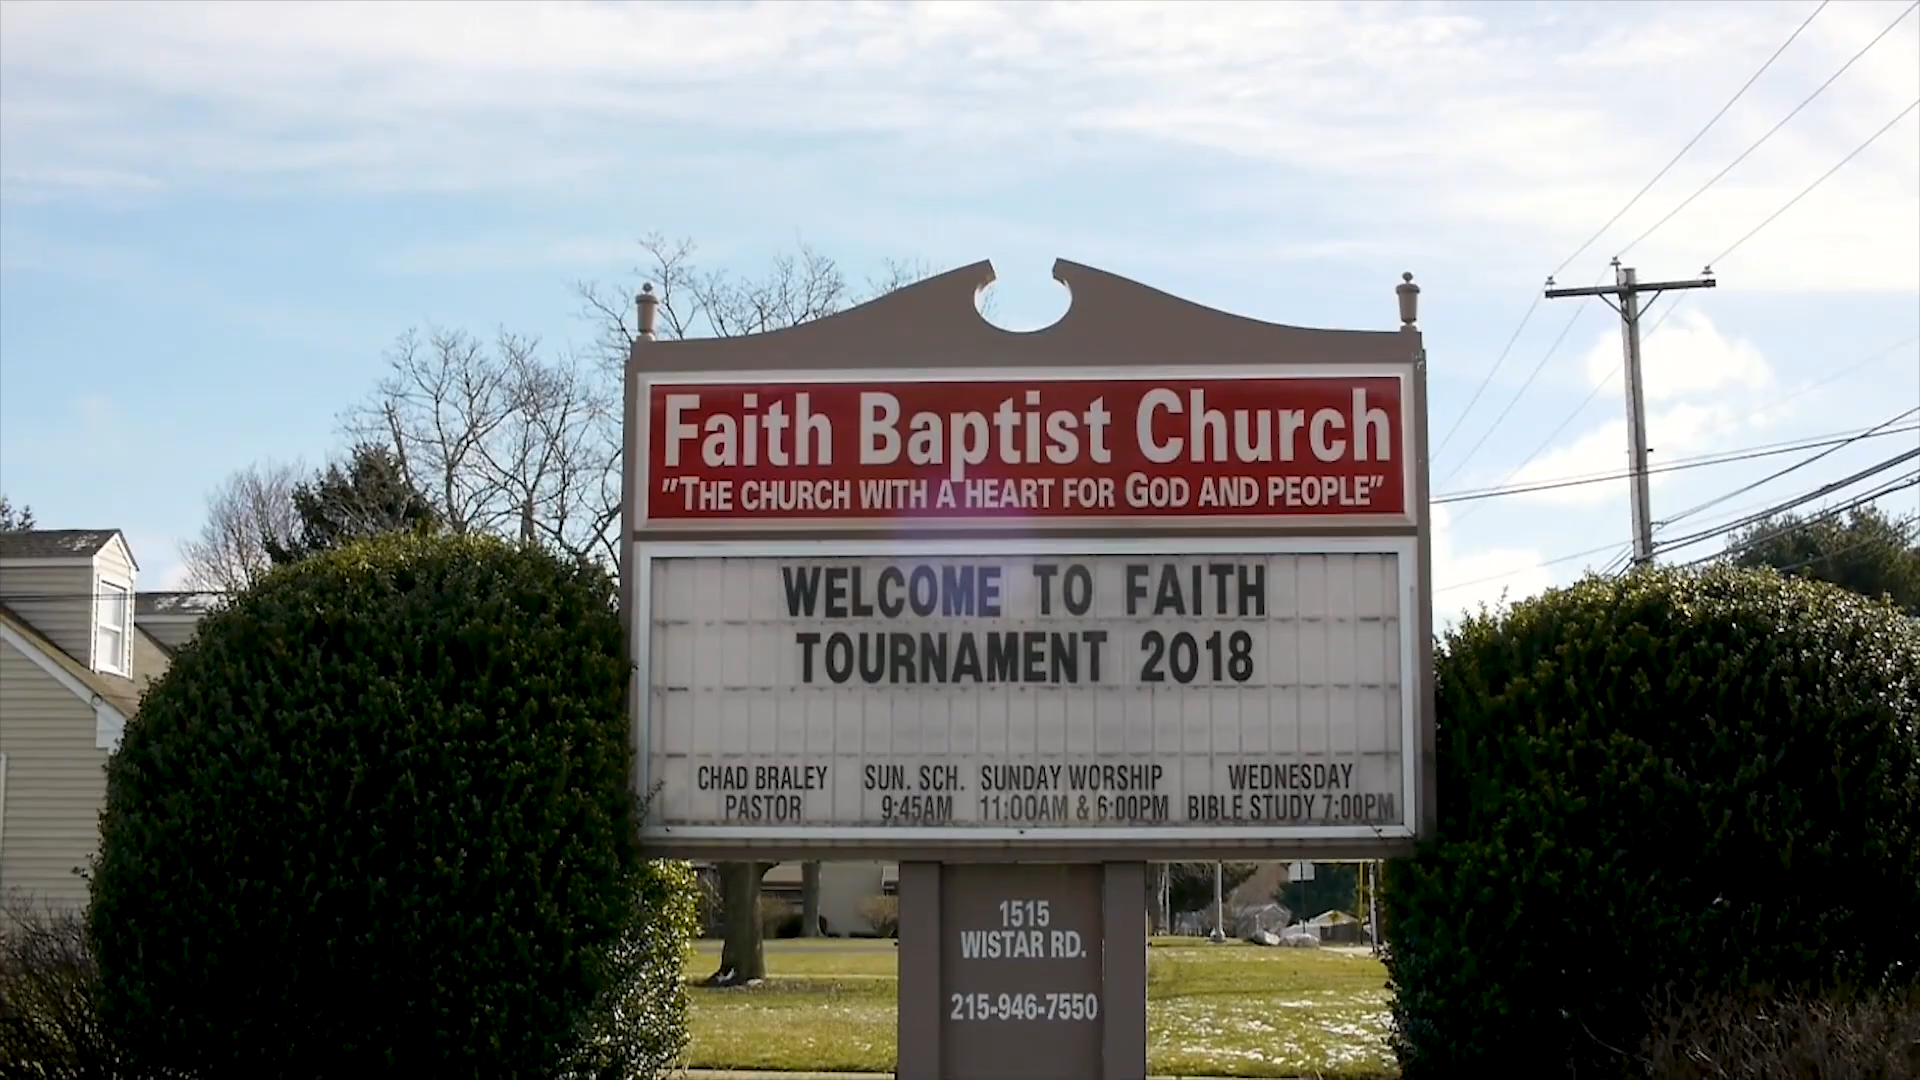 Faith Baptist Church
"THE CHURCH WITH A HEART FOR GOD AND PEOPLE"
WELCOME TO FAITH
TOURNAMENT 2018
CHAD BRALEY
PASTOR
SUN. SCH.
9:45AM
SUNDAY WORSHIP
11:00AM & 6:00PM
WEDNESDAY
BIBLE STUDY 7:00PM
1515
WISTAR RD.
215-946-7550